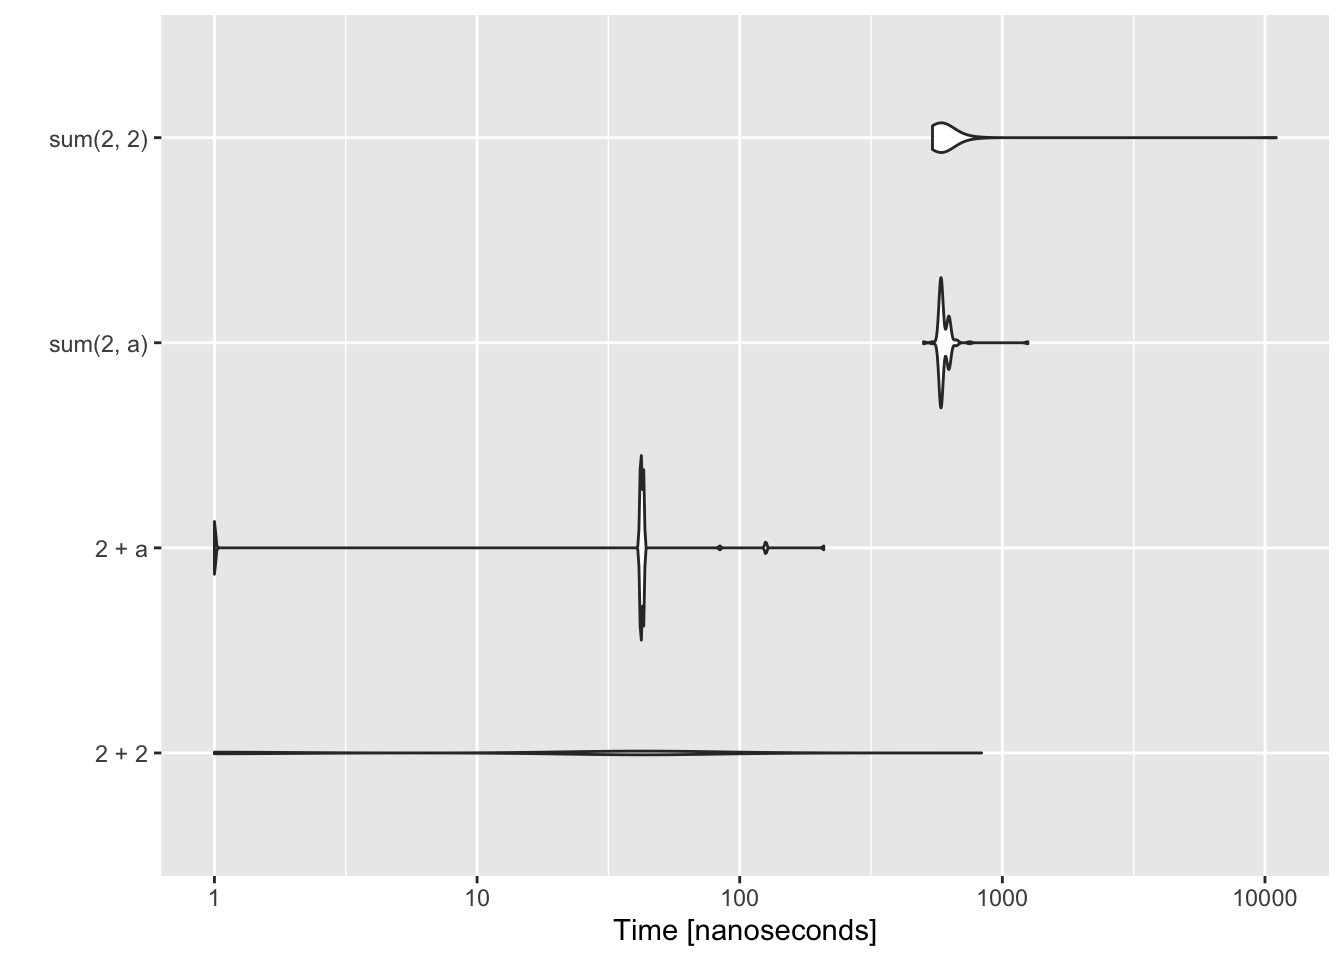 sum(2, 2)
sum(2, a)
2 + a
2 + 2
1 10 100 1000 10000
Time [nanoseconds]